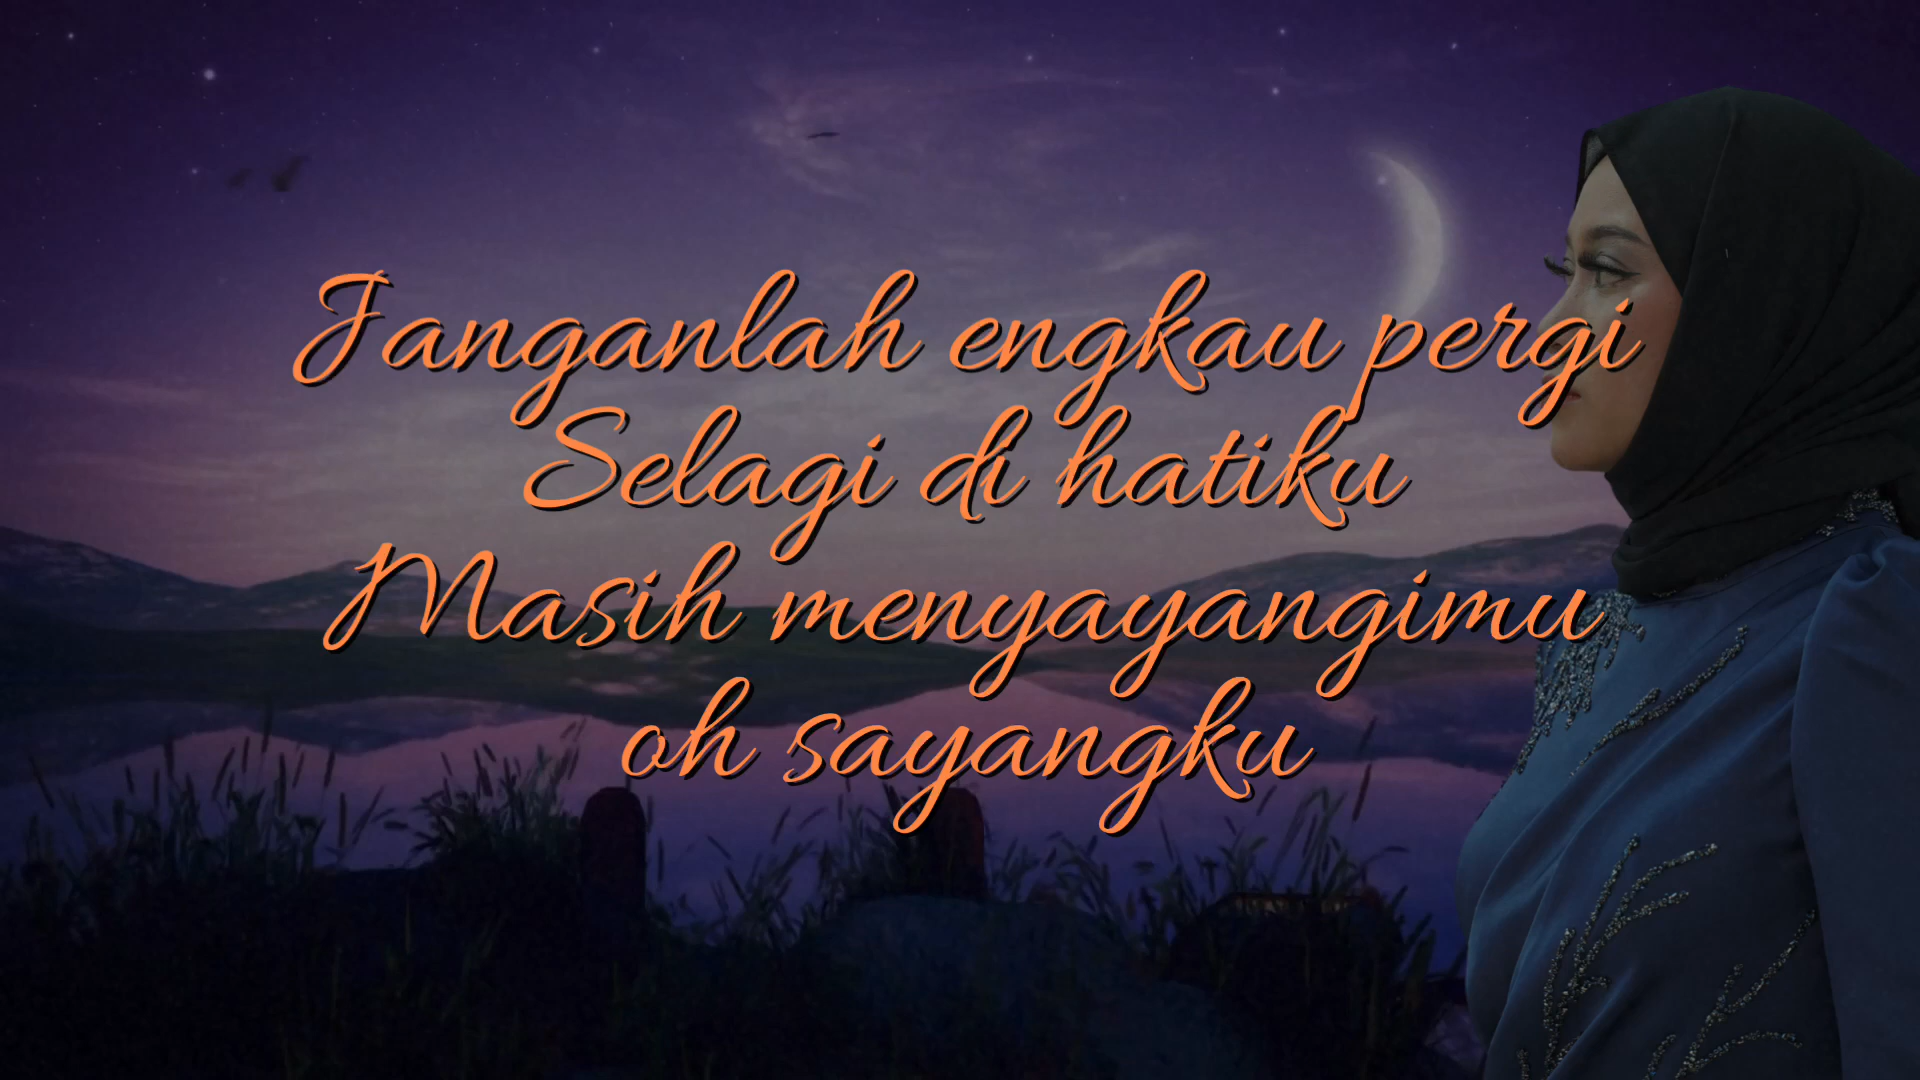 Janganlah engkau pergi
Selagi di hatiku
Masih menyayangimu
oh sayangku